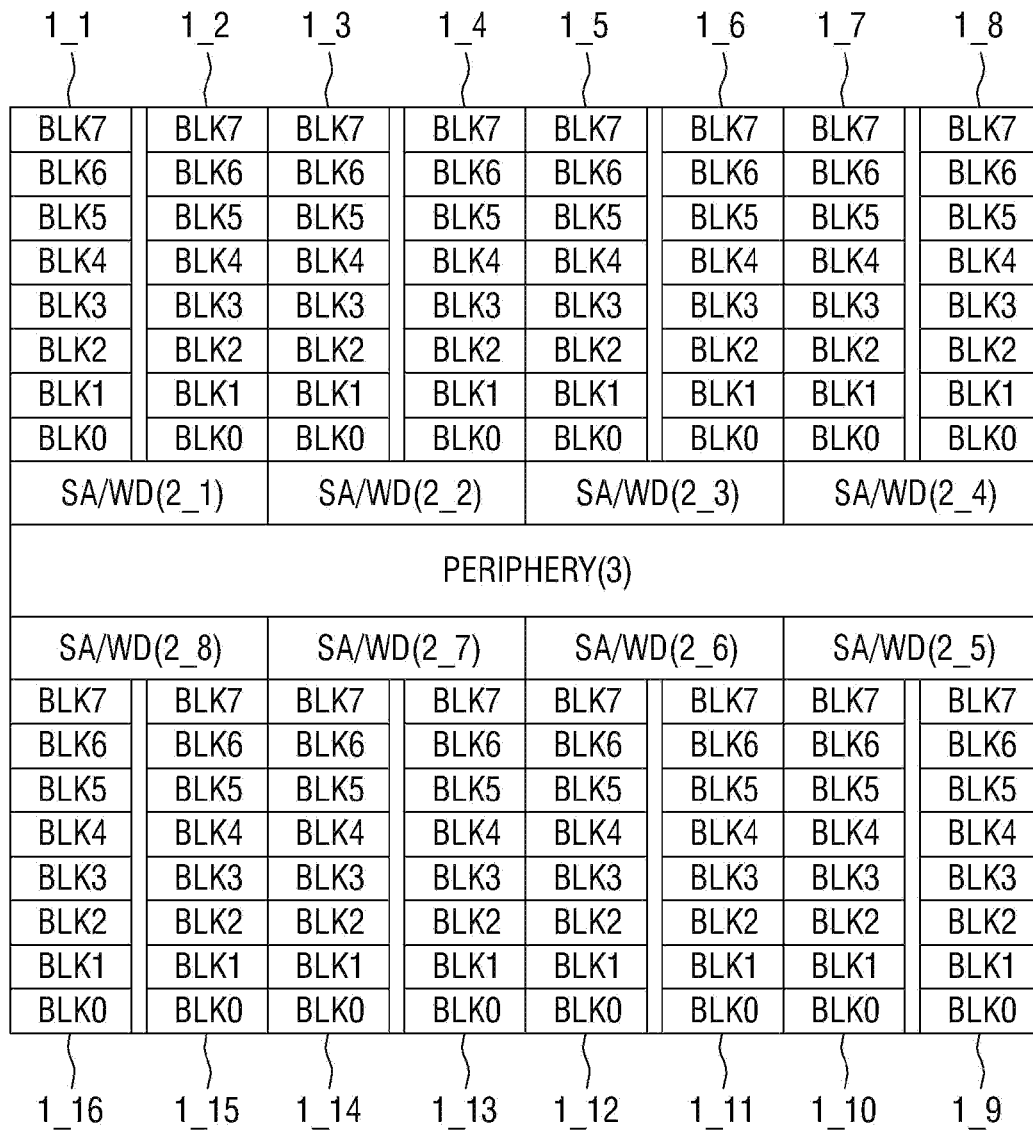 1_1 1_2 1_3 1_4 1_5 1_6 1_7 1_8
BLK7 BLK7 BLK7 BLK7 BLK7 BLK7 BLK7 BLK7
BLK6 BLK6 BLK6 BLK6 BLK6 BLK6 BLK6 BLK6
BLK5 BLK5 BLK5 BLK5 BLK5 BLK5 BLK5 BLK5
BLK4 BLK4 BLK4 BLK4 BLK4 BLK4 BLK4 BLK4
BLK3 BLK3 BLK3 BLK3 BLK3 BLK3 BLK3 BLK3
BLK2 BLK2 BLK2 BLK2 BLK2 BLK2 BLK2 BLK2
BLK1 BLK1 BLK1 BLK1 BLK1 BLK1 BLK1 BLK1
BLK0 BLK0 BLK0 BLK0 BLK0 BLK0 BLK0 BLK0
SA/WD(2_1) SA/WD(2_2) SA/WD(2_3) SA/WD(2_4)
PERIPHERY(3)
SA/WD(2_8) SA/WD(2_7) SA/WD(2_6) SA/WD(2_5)
BLK7 BLK7 BLK7 BLK7 BLK7 BLK7 BLK7 BLK7
BLK6 BLK6 BLK6 BLK6 BLK6 BLK6 BLK6 BLK6
BLK5 BLK5 BLK5 BLK5 BLK5 BLK5 BLK5 BLK5
BLK4 BLK4 BLK4 BLK4 BLK4 BLK4 BLK4 BLK4
BLK3 BLK3 BLK3 BLK3 BLK3 BLK3 BLK3 BLK3
BLK2 BLK2 BLK2 BLK2 BLK2 BLK2 BLK2 BLK2
BLK1 BLK1 BLK1 BLK1 BLK1 BLK1 BLK1 BLK1
BLK0 BLK0 BLK0 BLK0 BLK0 BLK0 BLK0 BLK0
1_16 1_15 1_14 1_13 1_12 1_11 1_10 1_9